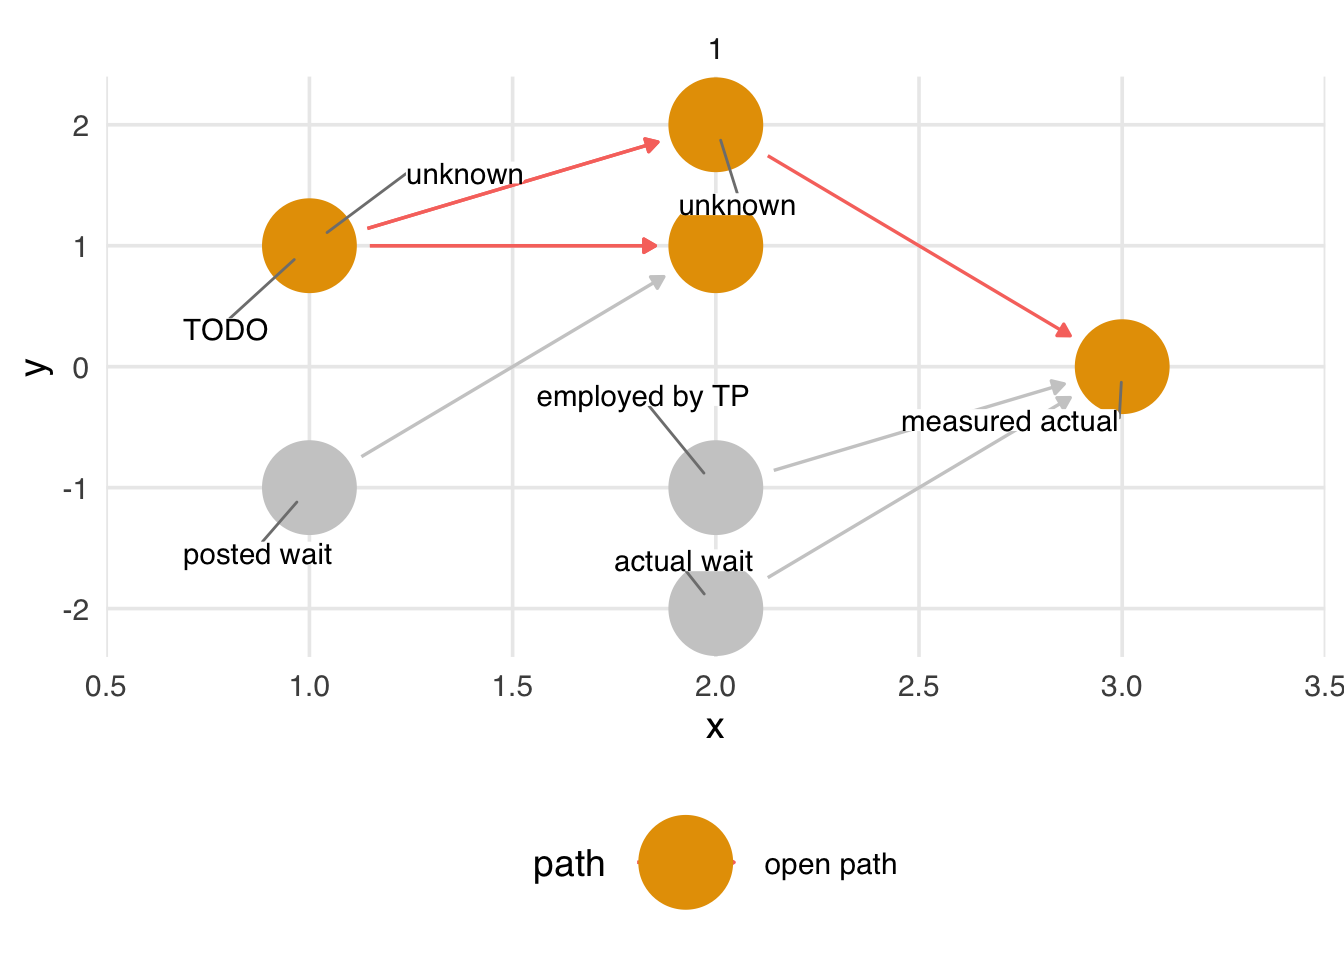 1
2
unknown
unknown
1
TODO
y
0
employed by TP
measured actual
-1
posted wait
actual wait
-2
0.5 1.0 1.5 2.0 2.5 3.0 3.5
x
path open path